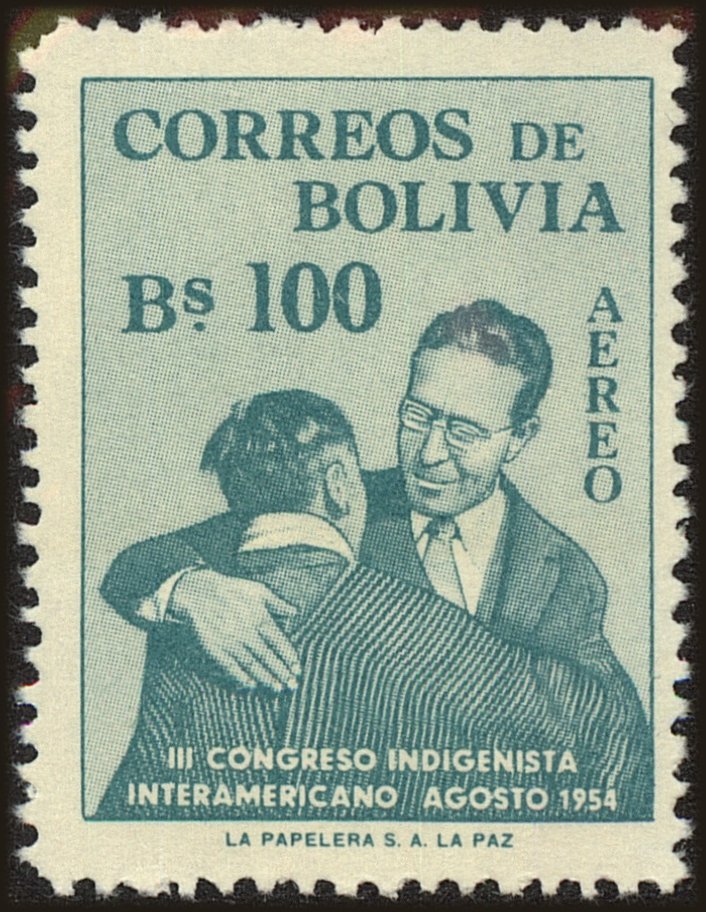 CORREOS DE
BOLIVIA
Bs. 100
AEREO
III CONGRESO INDIGENISTA
INTERAMERICANO AGOSTO 1954
LA PAPELERA S. A. LA PAZ